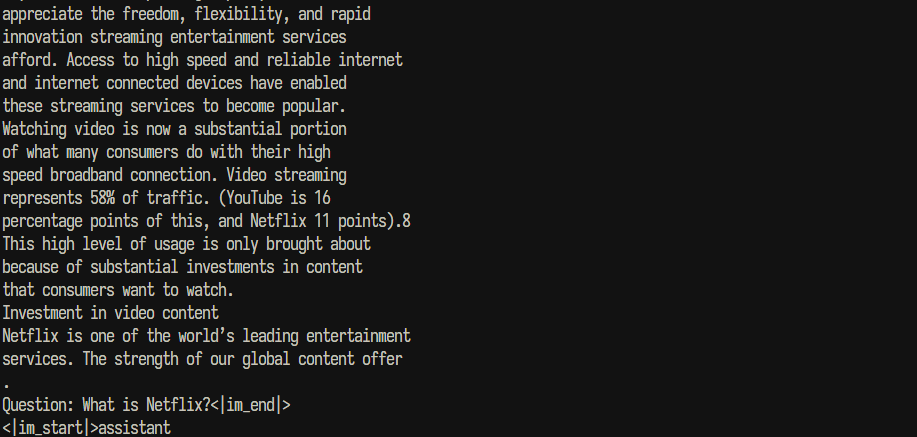 appreciate the freedom, flexibility, and rapid
innovation streaming entertainment services
afford. Access to high speed and reliable internet
and internet connected devices have enabled
these streaming services to become popular.
Watching video is now a substantial portion
of what many consumers do with their high
speed broadband connection. Video streaming
represents 58% of traffic. (YouTube is 16
percentage points of this, and Netflix 11 points).8
This high level of usage is only brought about
because of substantial investments in content
that consumers want to watch.
Investment in video content
Netflix is one of the world’s leading entertainment
services. The strength of our global content offer
.
Question: What is Netflix?<|im_end|>
<|im_start|>assistant